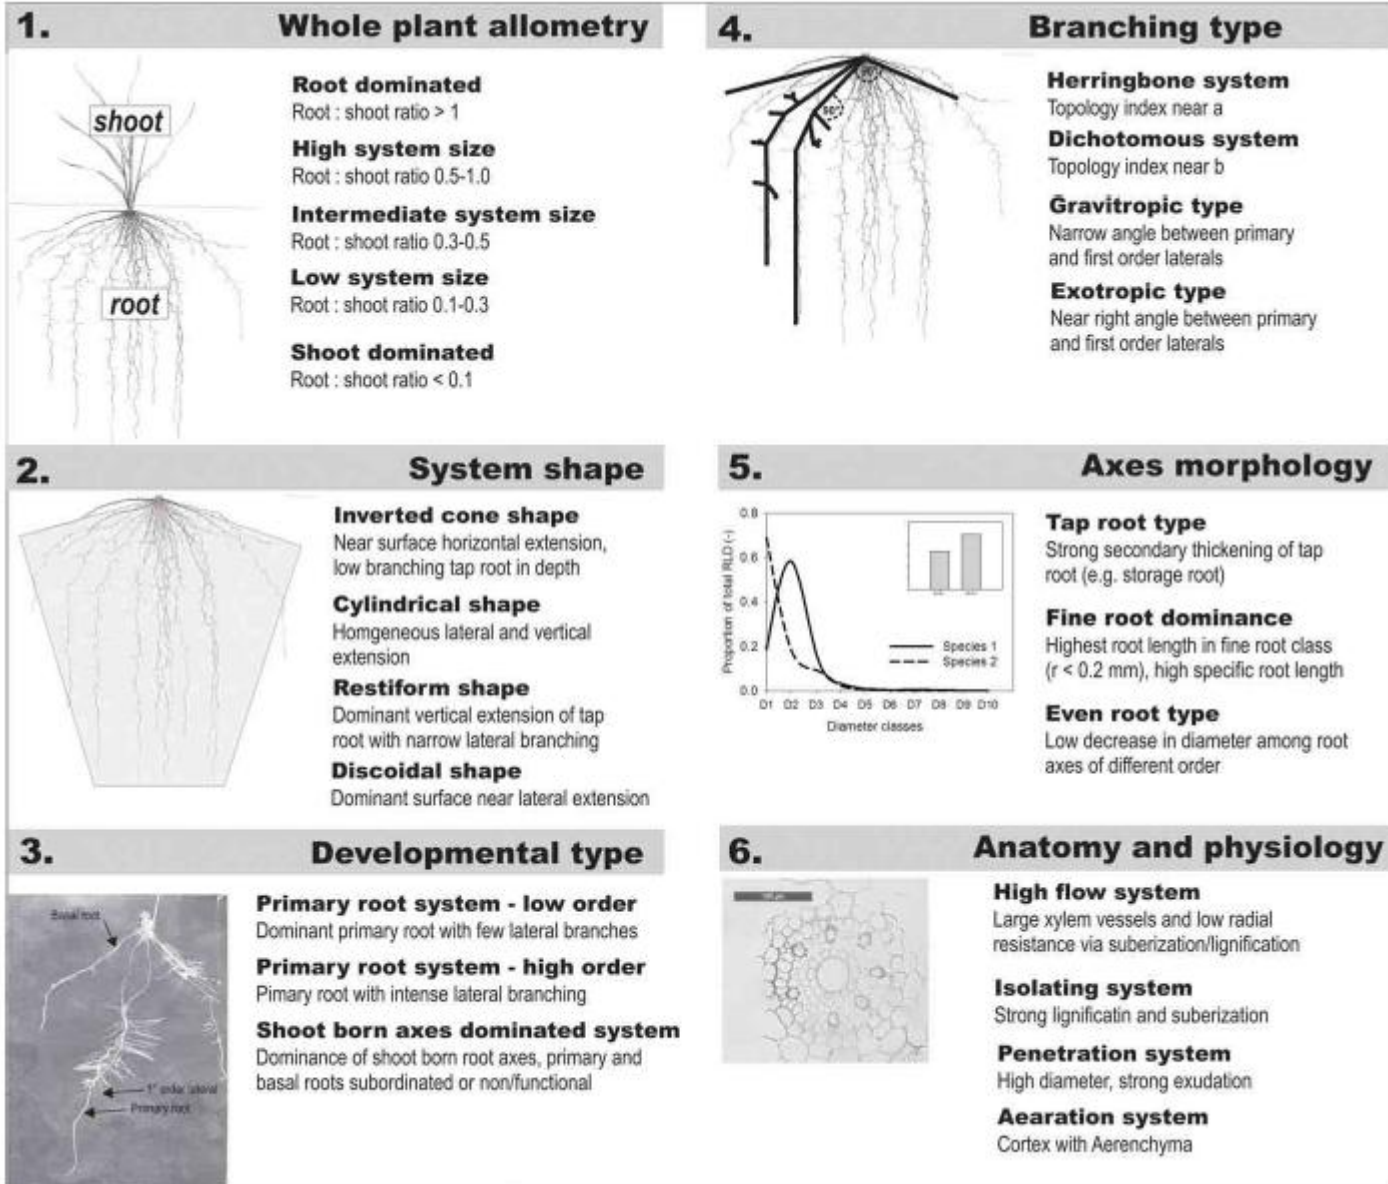 1. Whole plant allometry
shoot
root
Root dominated
Root : shoot ratio > 1
High system size
Root : shoot ratio 0.5-1.0
Intermediate system size
Root : shoot ratio 0.3-0.5
Low system size
Root : shoot ratio 0.1-0.3
Shoot dominated
Root : shoot ratio < 0.1
2. System shape
Inverted cone shape
Near surface horizontal extension,
low branching tap root in depth
Cylindrical shape
Homgeneous lateral and vertical
extension
Restiform shape
Dominant vertical extension of tap
root with narrow lateral branching
Discoidal shape
Dominant surface near lateral extension
3. Developmental type
Basal root
1° order lateral
Primary root
Primary root system - low order
Dominant primary root with few lateral branches
Primary root system - high order
Pimary root with intense lateral branching
Shoot born axes dominated system
Dominance of shoot born root axes, primary and
basal roots subordinated or non/functional
4. Branching type
Herringbone system
Topology index near a
Dichotomous system
Topology index near b
Gravitropic type
Narrow angle between primary
and first order laterals
Exotropic type
Near right angle between primary
and first order laterals
5. Axes morphology
Proportion of total RLD (-)
0.8
0.6
0.4
0.2
0.0
Species 1
Species 2
D1 D2 D3 D4 D5 D6 D7 D8 D9 D10
Diameter classes
Tap root type
Strong secondary thickening of tap
root (e.g. storage root)
Fine root dominance
Highest root length in fine root class
(r < 0.2 mm), high specific root length
Even root type
Low decrease in diameter among root
axes of different order
6. Anatomy and physiology
High flow system
Large xylem vessels and low radial
resistance via suberization/lignification
Isolating system
Strong lignificatin and suberization
Penetration system
High diameter, strong exudation
Aearation system
Cortex with Aerenchyma